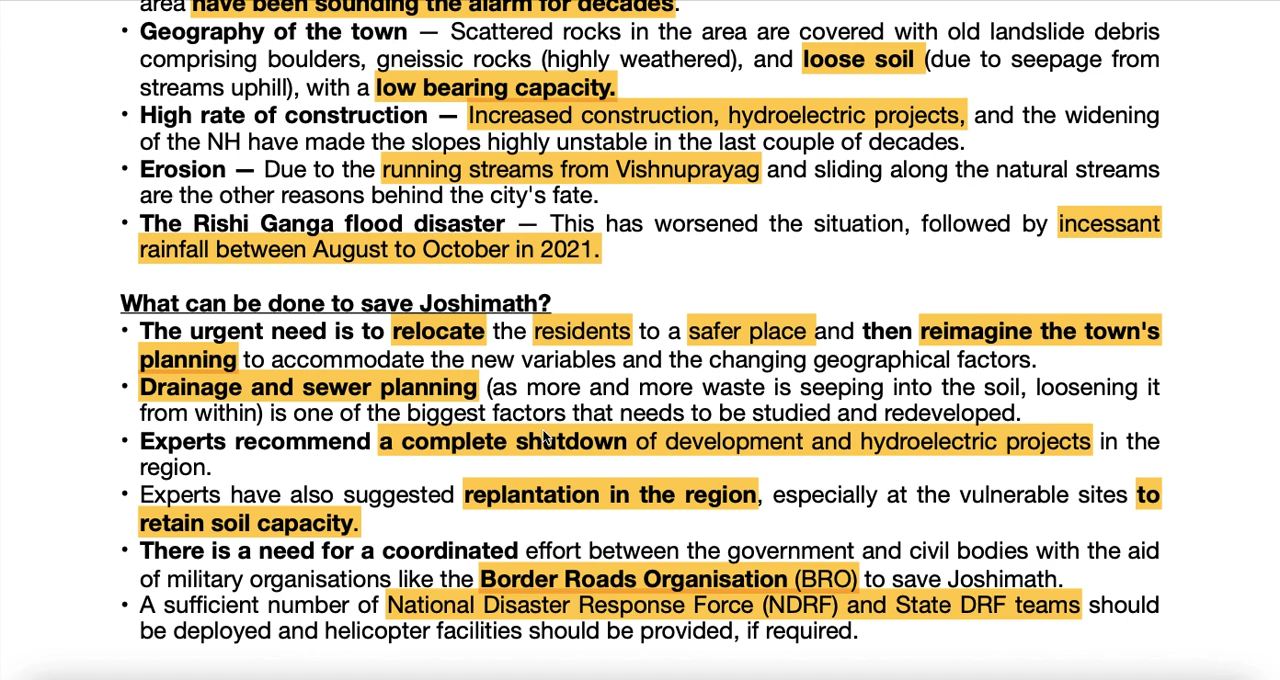 area have been sounding the alarm for decades.
• Geography of the town — Scattered rocks in the area are covered with old landslide debris
comprising boulders, gneissic rocks (highly weathered), and loose soil (due to seepage from
streams uphill), with a low bearing capacity.
• High rate of construction — Increased construction, hydroelectric projects, and the widening
of the NH have made the slopes highly unstable in the last couple of decades.
• Erosion — Due to the running streams from Vishnuprayag and sliding along the natural streams
are the other reasons behind the city's fate.
• The Rishi Ganga flood disaster — This has worsened the situation, followed by incessant
rainfall between August to October in 2021.
What can be done to save Joshimath?
• The urgent need is to relocate the residents to a safer place and then reimagine the town's
planning to accommodate the new variables and the changing geographical factors.
• Drainage and sewer planning (as more and more waste is seeping into the soil, loosening it
from within) is one of the biggest factors that needs to be studied and redeveloped.
• Experts recommend a complete shutdown of development and hydroelectric projects in the
region.
• Experts have also suggested replantation in the region, especially at the vulnerable sites to
retain soil capacity.
• There is a need for a coordinated effort between the government and civil bodies with the aid
of military organisations like the Border Roads Organisation (BRO) to save Joshimath.
• A sufficient number of National Disaster Response Force (NDRF) and State DRF teams should
be deployed and helicopter facilities should be provided, if required.